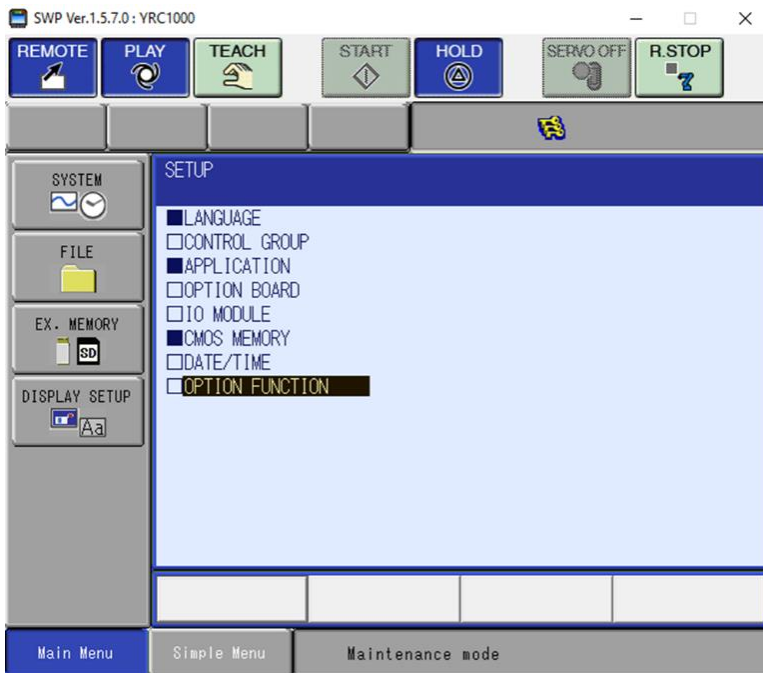 SWP Ver.1.5.7.0 : YRC1000
REMOTE PLAY TEACH START HOLD SERVO OFF R.STOP
SYSTEM
FILE
EX. MEMORY
SD
DISPLAY SETUP
Aa
SETUP
LANGUAGE
CONTROL GROUP
APPLICATION
OPTION BOARD
IO MODULE
CMOS MEMORY
DATE/TIME
OPTION FUNCTION
Main Menu Simple Menu Maintenance mode